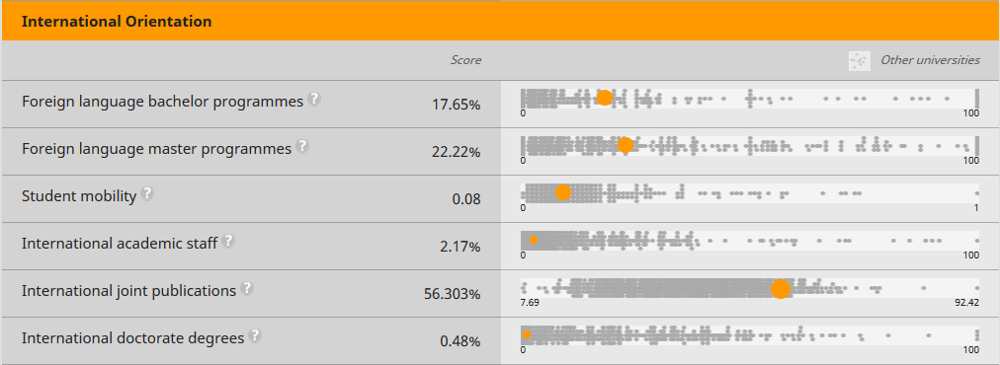 International Orientation
Score Other universities
Foreign language bachelor programmes ? 17.65%
0 100
Foreign language master programmes ? 22.22%
0 100
Student mobility ? 0.08
0 1
International academic staff ? 2.17%
0 100
International joint publications ? 56.303%
7.69 92.42
International doctorate degrees ? 0.48%
0 100